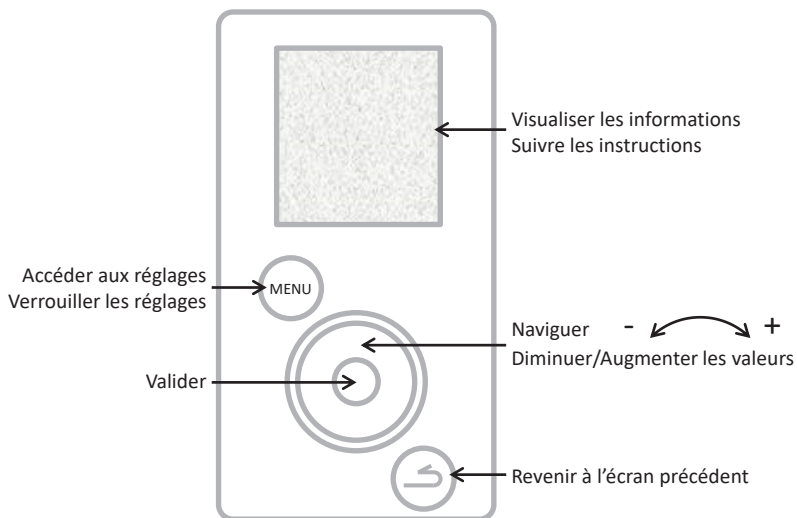 Visualiser les informations
Suivre les instructions
Accéder aux réglages
Verrouiller les réglages
MENU
Naviguer - +
Diminuer/Augmenter les valeurs
Valider
Revenir à l'écran précédent